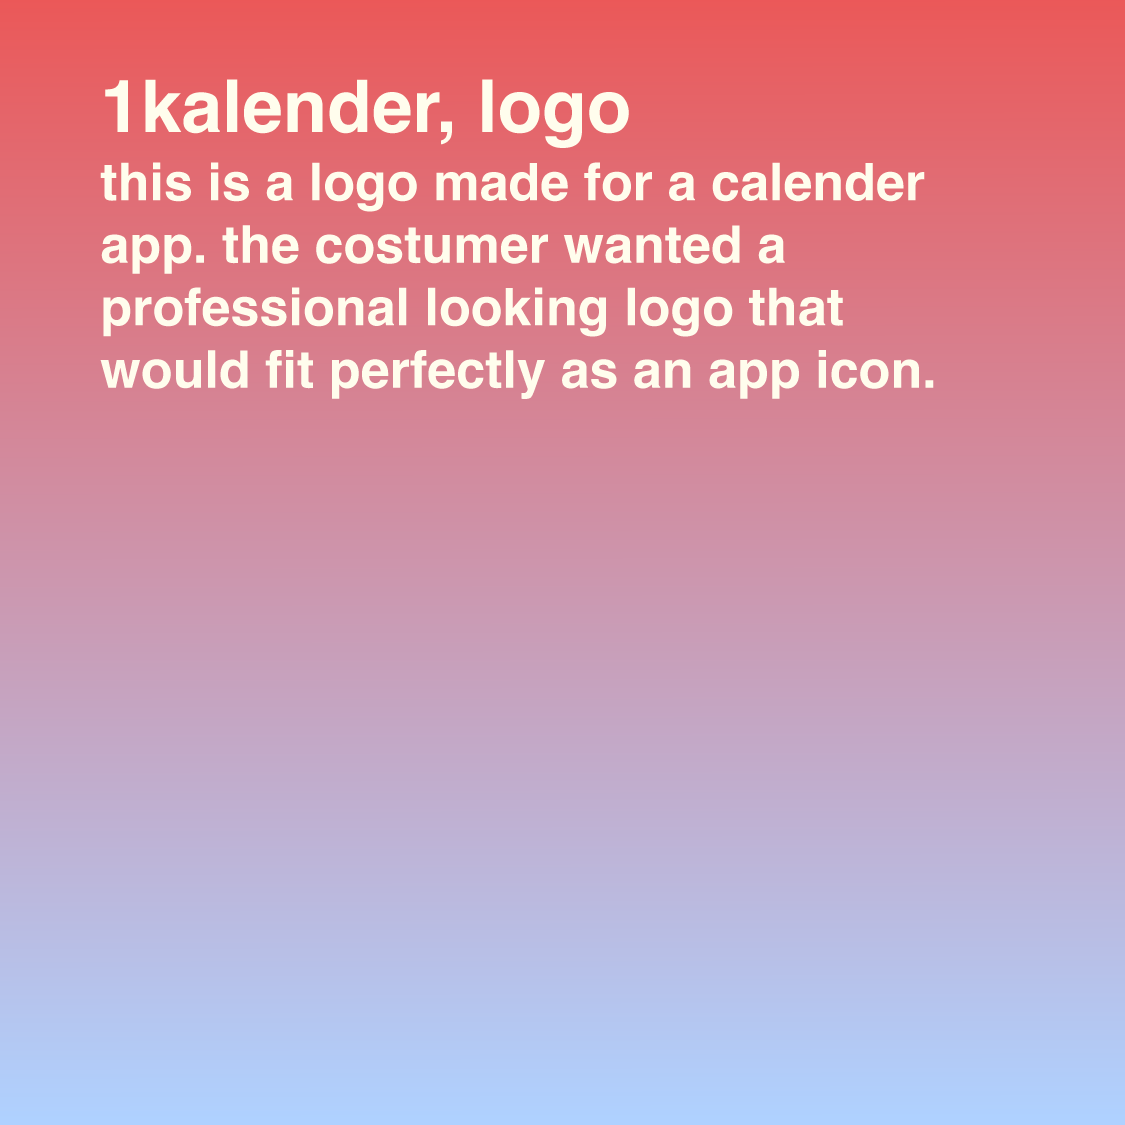 1kalender, logo
this is a logo made for a calender
app. the costumer wanted a
professional looking logo that
would fit perfectly as an app icon.